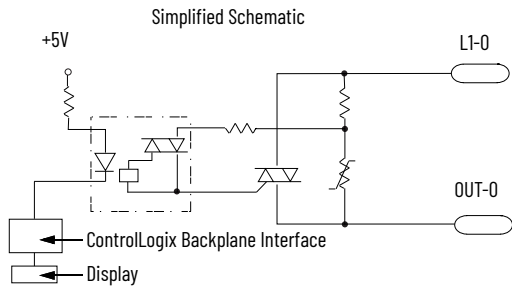 Simplified Schematic
+5V
L1-0
OUT-0
ControlLogix Backplane Interface
Display